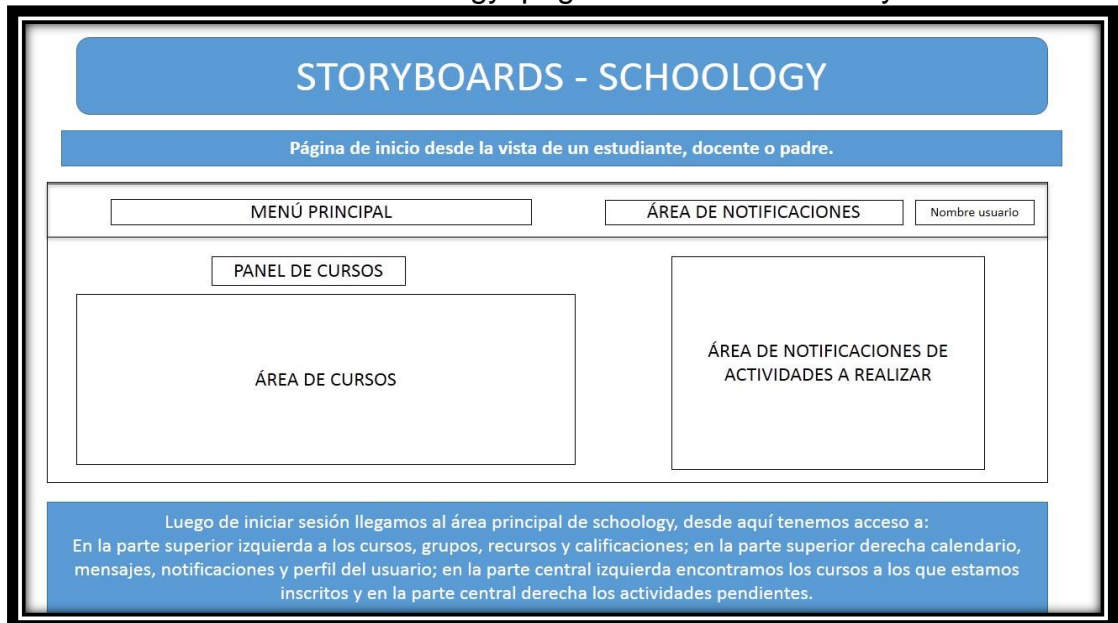 STORYBOARDS - SCHOOLOGY
Página de inicio desde la vista de un estudiante, docente o padre.
MENÚ PRINCIPAL
ÁREA DE NOTIFICACIONES
Nombre usuario
PANEL DE CURSOS
ÁREA DE CURSOS
ÁREA DE NOTIFICACIONES DE
ACTIVIDADES A REALIZAR
Luego de iniciar sesión llegamos al área principal de schoology, desde aquí tenemos acceso a:
En la parte superior izquierda a los cursos, grupos, recursos y calificaciones; en la parte superior derecha calendario,
mensajes, notificaciones y perfil del usuario; en la parte central izquierda encontramos los cursos a los que estamos
inscritos y en la parte central derecha los actividades pendientes.